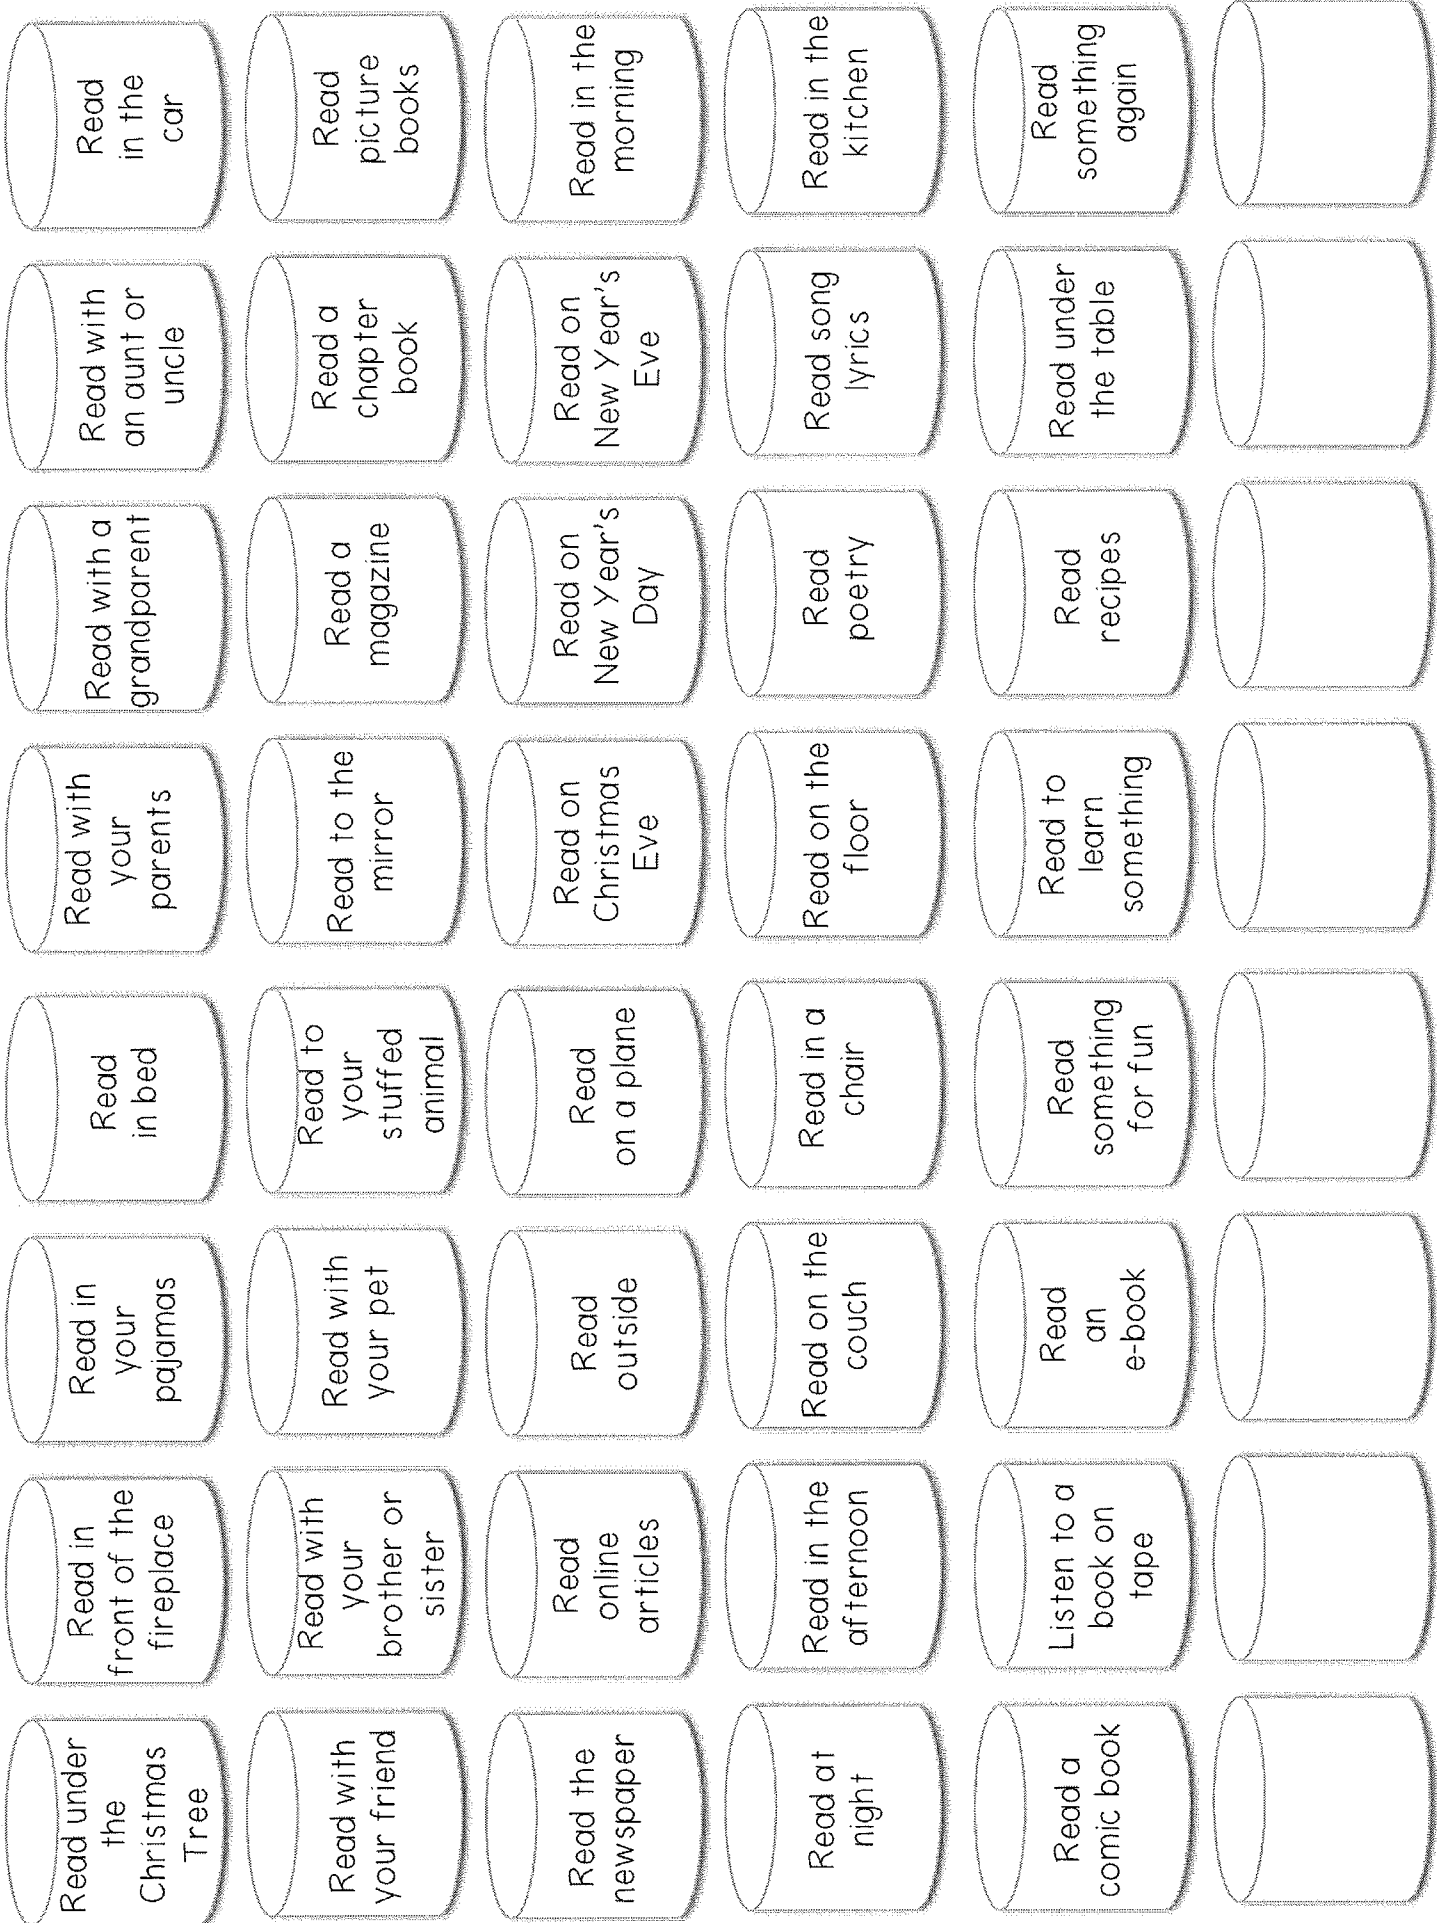 Read under
the
Christmas
Tree
Read in
front of the
fireplace
Read in
your
pajamas
Read
in bed
Read with
your
parents
Read with a
grandparent
Read with
an aunt or
uncle
Read
in the
car
Read with
your friend
Read with
your
brother or
sister
Read with
your pet
Read to
your
stuffed
animal
Read to the
mirror
Read a
magazine
Read a
chapter
book
Read
picture
books
Read the
newspaper
Read
online
articles
Read
outside
Read
on a plane
Read on
Christmas
Eve
Read on
New Year's
Day
Read on
New Year's
Eve
Read in the
morning
Read at
night
Read in the
afternoon
Read on the
couch
Read in a
chair
Read on the
floor
Read
poetry
Read song
lyrics
Read in the
kitchen
Read a
comic book
Listen to a
book on
tape
Read
an
e-book
Read
something
for fun
Read to
learn
something
Read
recipes
Read under
the table
Read
something
again